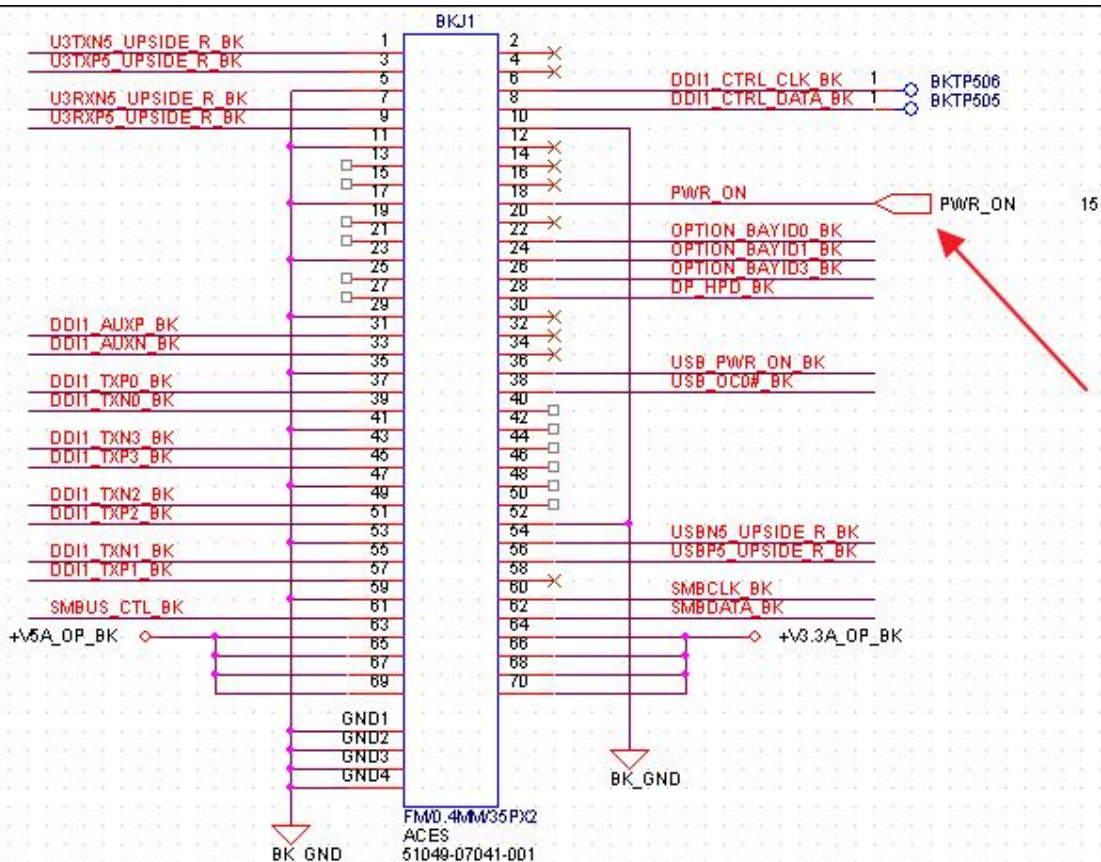 BKJ1
U3TXN5_UPSIDE_R_BK 1 2
U3TXP5_UPSIDE_R_BK 3 4
5 6 DDI1_CTRL_CLK_BK 1 BKTP506
U3RXN5_UPSIDE_R_BK 7 8 DDI1_CTRL_DATA_BK 1 BKTP505
U3RXP5_UPSIDE_R_BK 9 10
11 12
13 14
15 16
17 18 PWR_ON PWR_ON 15
19 20
21 22 OPTION_BAYID0_BK
23 24 OPTION_BAYID1_BK
25 26 OPTION_BAYID3_BK
27 28 DP_HPD_BK
29 30
DDI1_AUXP_BK 31 32
DDI1_AUXN_BK 33 34
35 36 USB_PWR_ON_BK
DDI1_TXP0_BK 37 38 USB_OC0#_BK
DDI1_TXN0_BK 39 40
41 42
DDI1_TXN3_BK 43 44
DDI1_TXP3_BK 45 46
47 48
DDI1_TXN2_BK 49 50
DDI1_TXP2_BK 51 52
53 54 USBN5_UPSIDE_R_BK
DDI1_TXN1_BK 55 56 USBP5_UPSIDE_R_BK
DDI1_TXP1_BK 57 58
59 60 SMBCLK_BK
SMBUS_CTL_BK 61 62 SMBDATA_BK
+V5A_OP_BK 63 64 +V3.3A_OP_BK
65 66
67 68
69 70
GND1
GND2
GND3
GND4
BK_GND
BK_GND
FM/0.4MM/35PX2
ACES
51049-07041-001